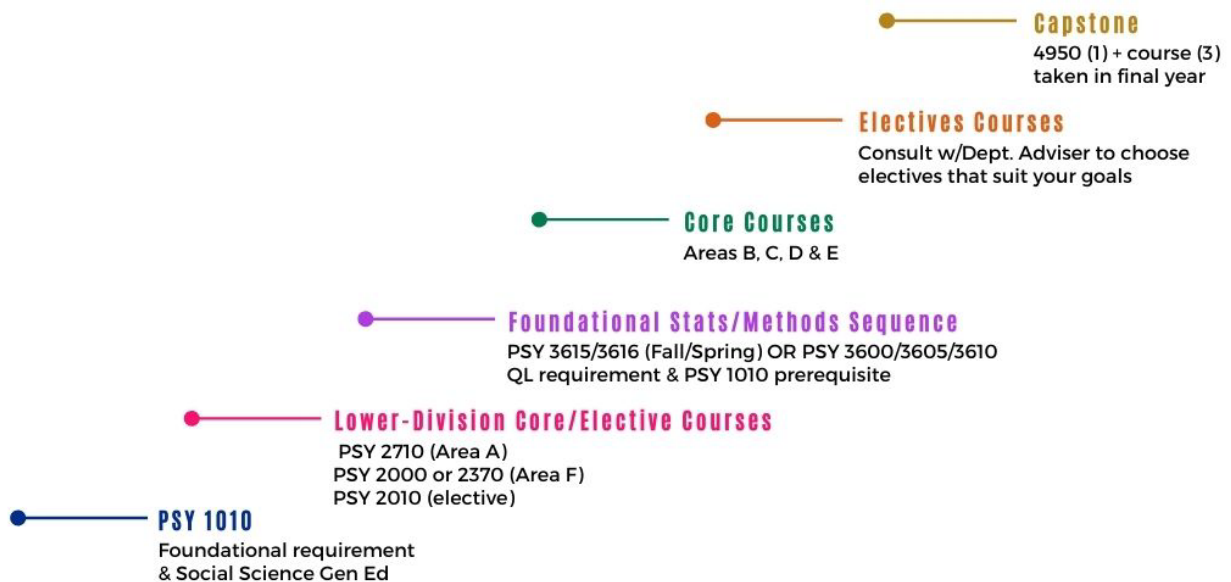 Capstone
4950 (1) + course (3)
taken in final year
Electives Courses
Consult w/Dept. Adviser to choose
electives that suit your goals
Core Courses
Areas B, C, D & E
Foundational Stats/Methods Sequence
PSY 3615/3616 (Fall/Spring) OR PSY 3600/3605/3610
QL requirement & PSY 1010 prerequisite
Lower-Division Core/Elective Courses
PSY 2710 (Area A)
PSY 2000 or 2370 (Area F)
PSY 2010 (elective)
PSY 1010
Foundational requirement
& Social Science Gen Ed